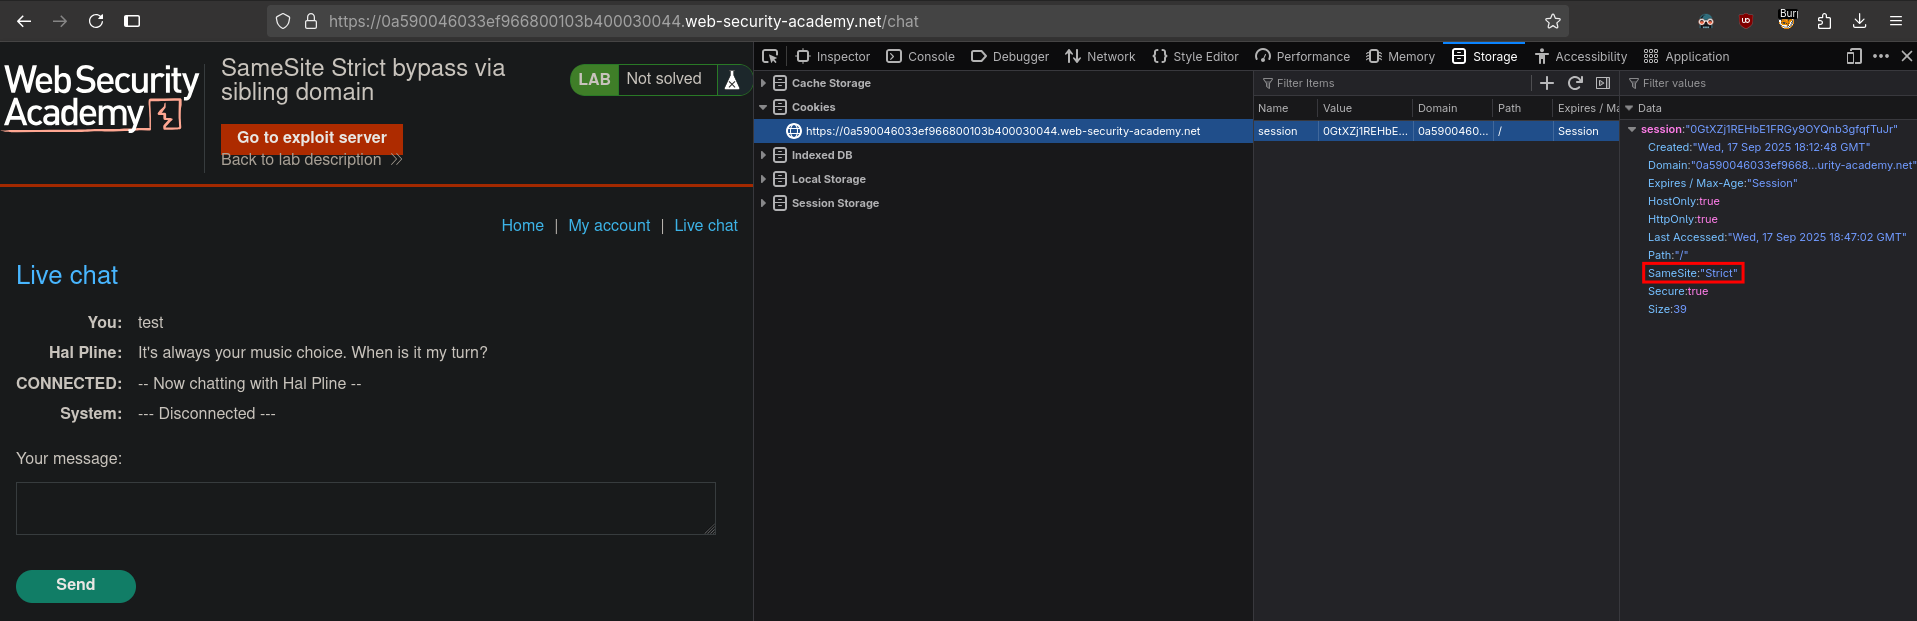 https://0a590046033ef966800103b400030044.web-security-academy.net/chat
UD
Burp
Web Security
Academy
SameSite Strict bypass via
sibling domain
LAB Not solved
Go to exploit server
Back to lab description
Home | My account | Live chat
Live chat
You: test
Hal Pline: It's always your music choice. When is it my turn?
CONNECTED: -- Now chatting with Hal Pline --
System: --- Disconnected ---
Your message:
Send
Inspector Console Debugger Network Style Editor Performance Memory Storage Accessibility Application
Cache Storage
Cookies
https://0a590046033ef966800103b400030044.web-security-academy.net
Indexed DB
Local Storage
Session Storage
Filter Items
Name Value Domain Path Expires / Ma
session 0GtXZj1REHbE... 0a590460... / Session
Filter values
Data
session:"0GtXZj1REHbE1FRGy9OYQnb3gfqfTuJr"
Created:"Wed, 17 Sep 2025 18:12:48 GMT"
Domain:"0a590046033ef9668...urity-academy.net"
Expires / Max-Age:"Session"
HostOnly:true
HttpOnly:true
Last Accessed:"Wed, 17 Sep 2025 18:47:02 GMT"
Path:"/"
SameSite:"Strict"
Secure:true
Size:39